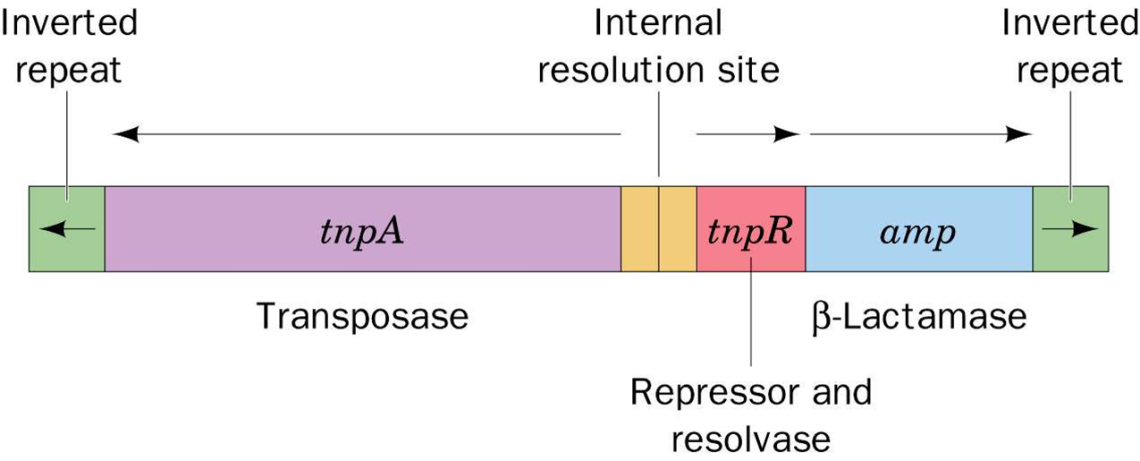 Inverted
repeat
Internal
resolution site
Inverted
repeat
tnpA
tnpR
amp
Transposase
β-Lactamase
Repressor and
resolvase